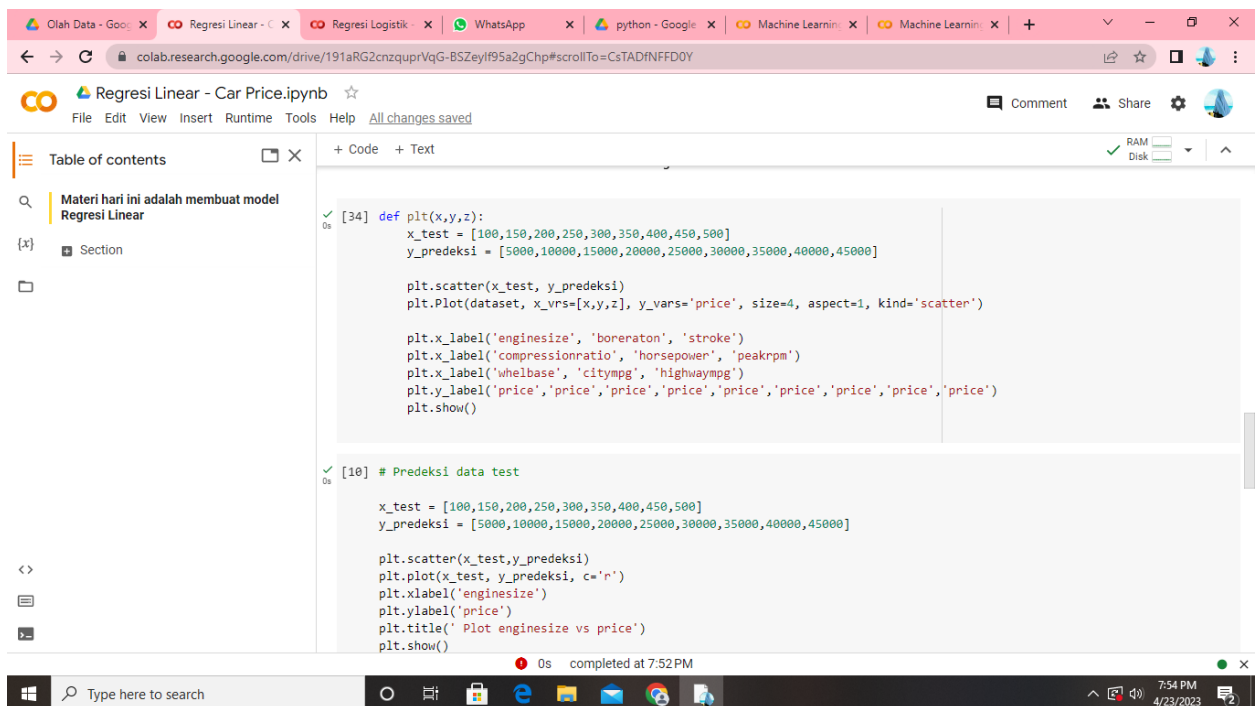 Olah Data - Goog
Regresi Linear - C
Regresi Logistik -
WhatsApp
python - Google
Machine Learning
Machine Learning
colab.research.google.com/drive/191aRG2cnzquprVqG-BSZeylf95a2gChp#scrollTo=CsTADfNFFD0Y
CO
Regresi Linear - Car Price.ipynb
File Edit View Insert Runtime Tools Help All changes saved
Comment
Share
Table of contents
+ Code + Text
RAM
Disk
Materi hari ini adalah membuat model
Regresi Linear
Section
{x}
[34] def plt(x,y,z):
0s
x_test = [100,150,200,250,300,350,400,450,500]
y_predeksi = [5000,10000,15000,20000,25000,30000,35000,40000,45000]
plt.scatter(x_test, y_predeksi)
plt.Plot(dataset, x_vrs=[x,y,z], y_vars='price', size=4, aspect=1, kind='scatter')
plt.x_label('enginesize', 'boreraton', 'stroke')
plt.x_label('compressionratio', 'horsepower', 'peakrpm')
plt.x_label('whelbase', 'citympg', 'highwaympg')
plt.y_label('price','price','price','price','price','price','price','price','price')
plt.show()
[10] # Predeksi data test
0s
x_test = [100,150,200,250,300,350,400,450,500]
y_predeksi = [5000,10000,15000,20000,25000,30000,35000,40000,45000]
plt.scatter(x_test,y_predeksi)
plt.plot(x_test, y_predeksi, c='r')
plt.xlabel('enginesize')
plt.ylabel('price')
plt.title(' Plot enginesize vs price')
plt.show()
0s completed at 7:52 PM
Type here to search
7:54 PM
4/23/2023
2